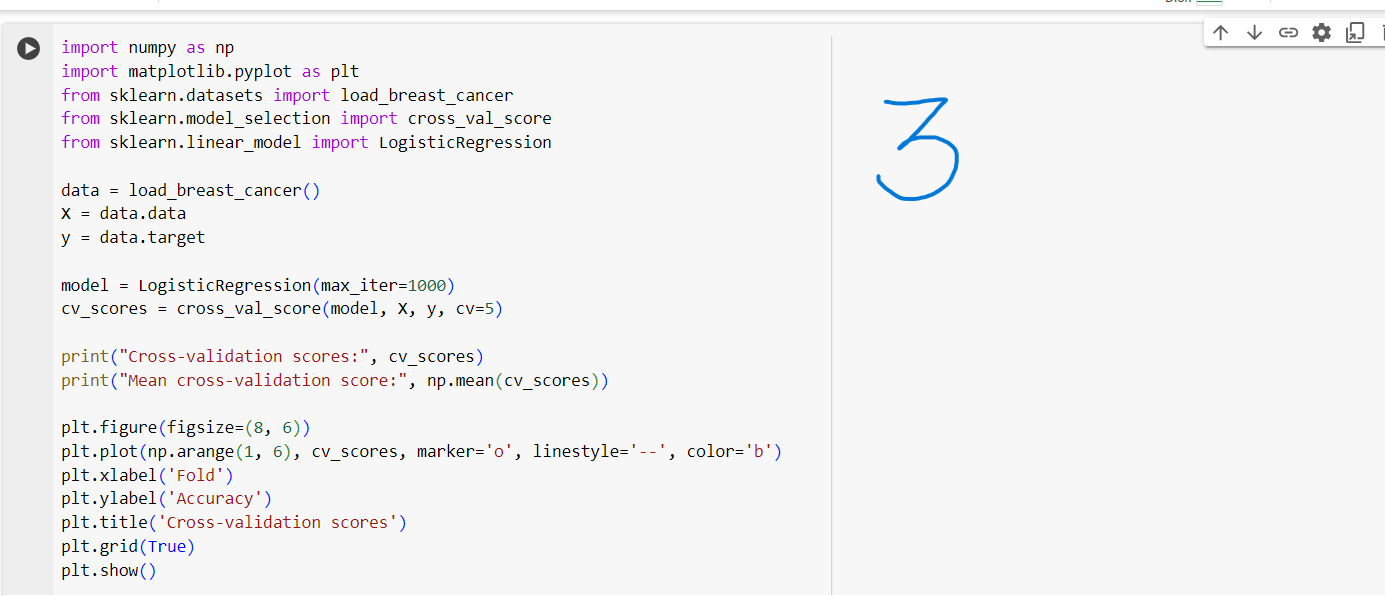 import numpy as np
import matplotlib.pyplot as plt
from sklearn.datasets import load_breast_cancer
from sklearn.model_selection import cross_val_score
from sklearn.linear_model import LogisticRegression
data = load_breast_cancer()
X = data.data
y = data.target
model = LogisticRegression(max_iter=1000)
cv_scores = cross_val_score(model, X, y, cv=5)
print("Cross-validation scores:", cv_scores)
print("Mean cross-validation score:", np.mean(cv_scores))
plt.figure(figsize=(8, 6))
plt.plot(np.arange(1, 6), cv_scores, marker='o', linestyle='--', color='b')
plt.xlabel('Fold')
plt.ylabel('Accuracy')
plt.title('Cross-validation scores')
plt.grid(True)
plt.show()
3